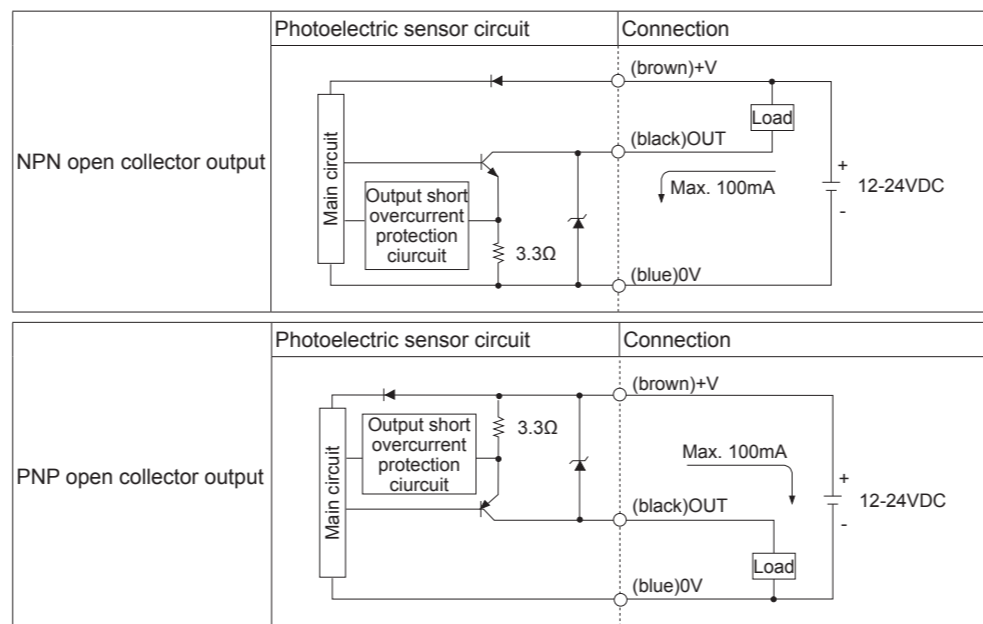 Photoelectric sensor circuit
Connection
NPN open collector output
Main circuit
Output short
overcurrent
protection
ciurcuit
3.3Ω
(brown)+V
Load
(black)OUT
Max. 100mA
+
12-24VDC
-
(blue)0V
Photoelectric sensor circuit
Connection
PNP open collector output
Main circuit
Output short
overcurrent
protection
ciurcuit
3.3Ω
(brown)+V
Max. 100mA
+
12-24VDC
-
(black)OUT
Load
(blue)0V